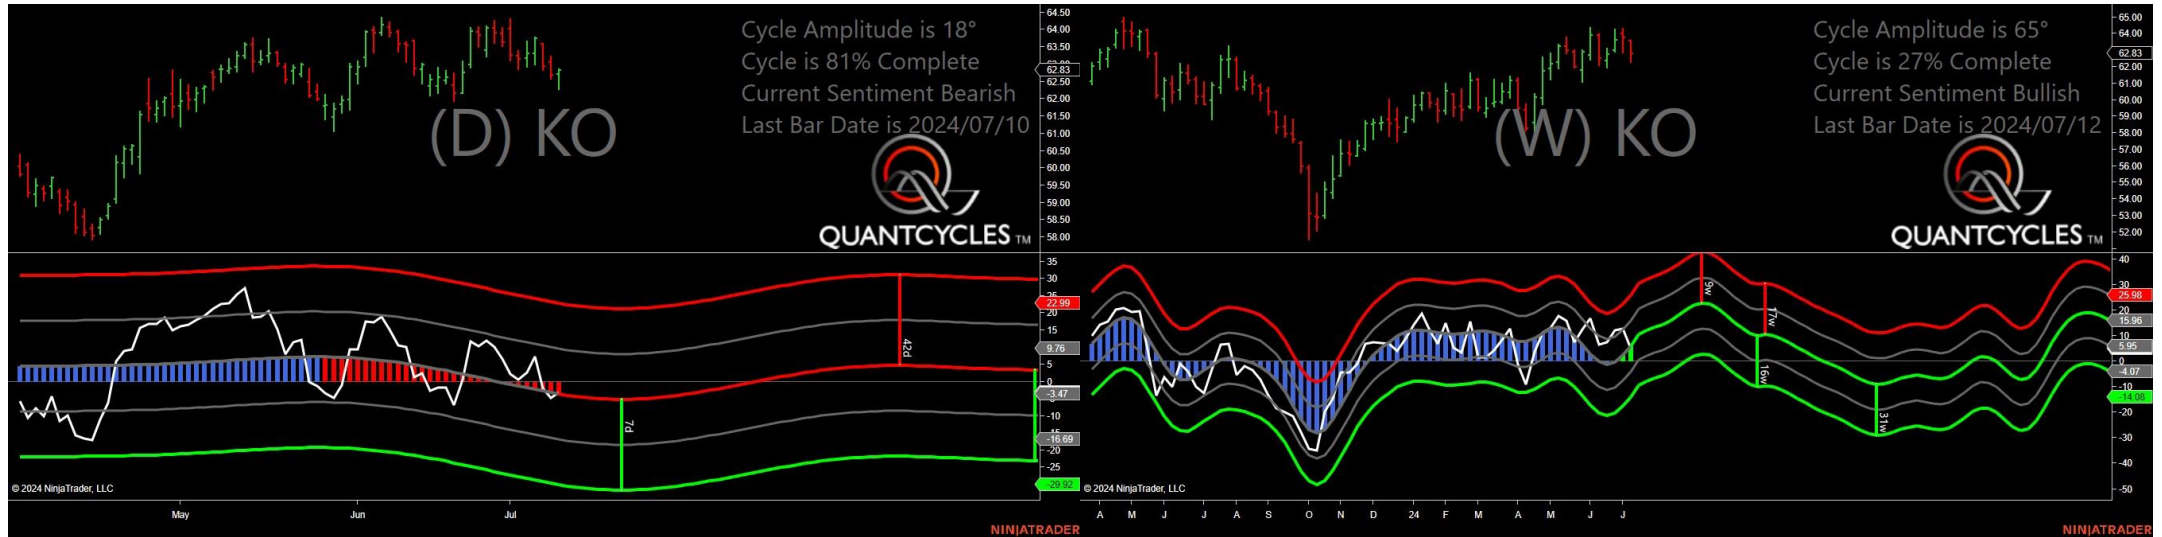 Cycle Amplitude is 18°
Cycle is 81% Complete
Current Sentiment Bearish
Last Bar Date is 2024/07/10
(D) KO
QUANTCYCLES TM
64.50
64.00
63.50
62.83
62.50
62.00
61.50
61.00
60.50
60.00
59.50
59.00
58.50
58.00
35
30
22.99
20
15
9.76
5
0
-3.47
-10
-16.69
-20
-25
-29.92
42d
7d
© 2024 NinjaTrader, LLC
May
Jun
Jul
NINJATRADER
Cycle Amplitude is 65°
Cycle is 27% Complete
Current Sentiment Bullish
Last Bar Date is 2024/07/12
(W) KO
QUANTCYCLES TM
65.00
64.00
62.83
62.00
61.00
60.00
59.00
58.00
57.00
56.00
55.00
54.00
53.00
52.00
40
30
25.98
20
15.96
10
5.95
0
-4.07
-10
-14.08
-20
-30
-40
-50
9w
17w
16w
31w
© 2024 NinjaTrader, LLC
A M J J A S O N D 24 F M A M J J
NINJATRADER